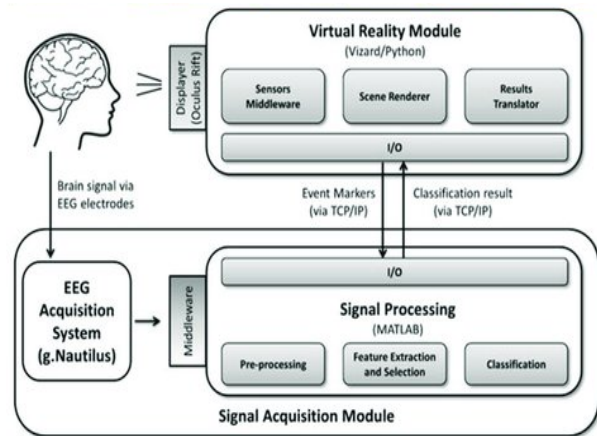 Virtual Reality Module
(Vizard/Python)
Displayer
(Oculus Rift)
Sensors
Middleware
Scene Renderer
Results
Translator
I/O
Brain signal via
EEG electrodes
Event Markers
(via TCP/IP)
Classification result
(via TCP/IP)
EEG
Acquisition
System
(g.Nautilus)
Middleware
I/O
Signal Processing
(MATLAB)
Pre-processing
Feature Extraction
and Selection
Classification
Signal Acquisition Module